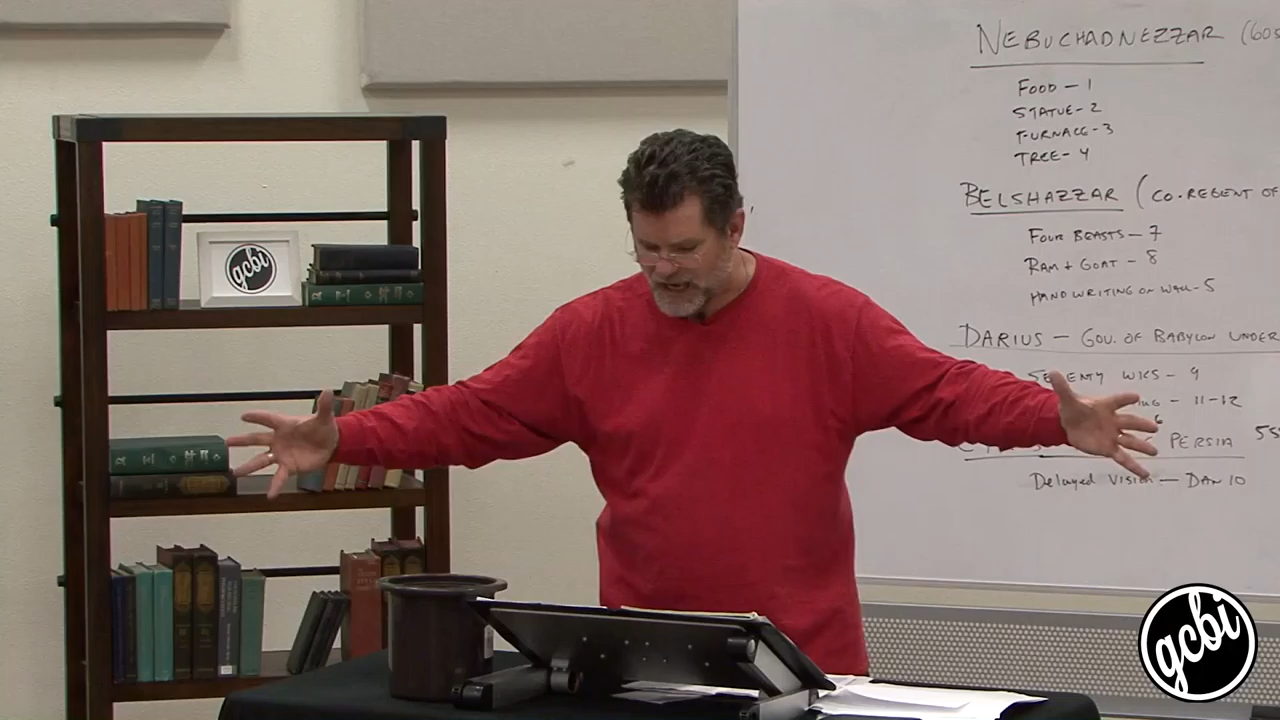 NEBUCHADNEZZAR (605
FOOD - 1
STATUE - 2
FURNACE - 3
TREE - 4
BELSHAZZAR (CO-REGENT OF
FOUR BEASTS - 7
RAM + GOAT - 8
HANDWRITING ON WALL - 5
DARIUS - GOV. OF BABYLON UNDER
SEVENTY WKS - 9
- 11-12
6
PERSIA
Delayed Vision - DAN 10
gcbi
gcbi